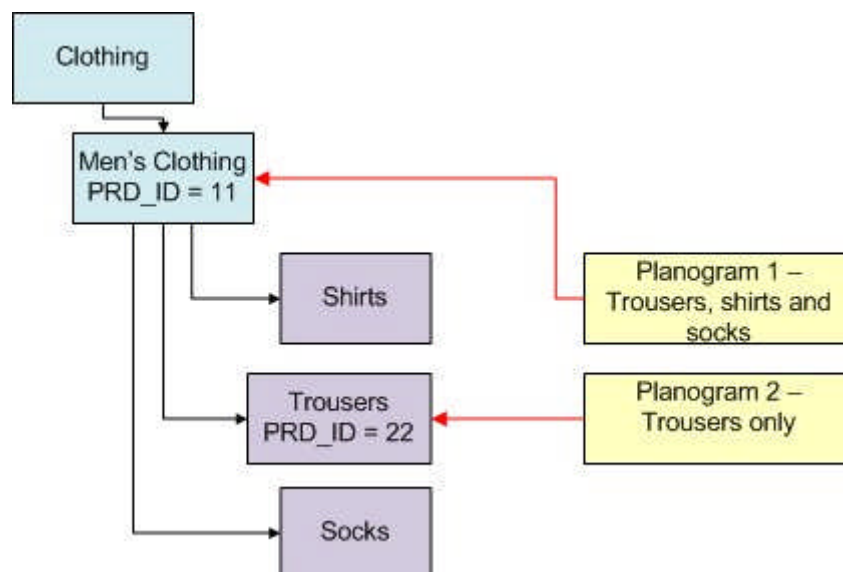 Clothing
Men's Clothing
PRD_ID = 11
Shirts
Planogram 1 –
Trousers, shirts and
socks
Trousers
PRD_ID = 22
Planogram 2 –
Trousers only
Socks